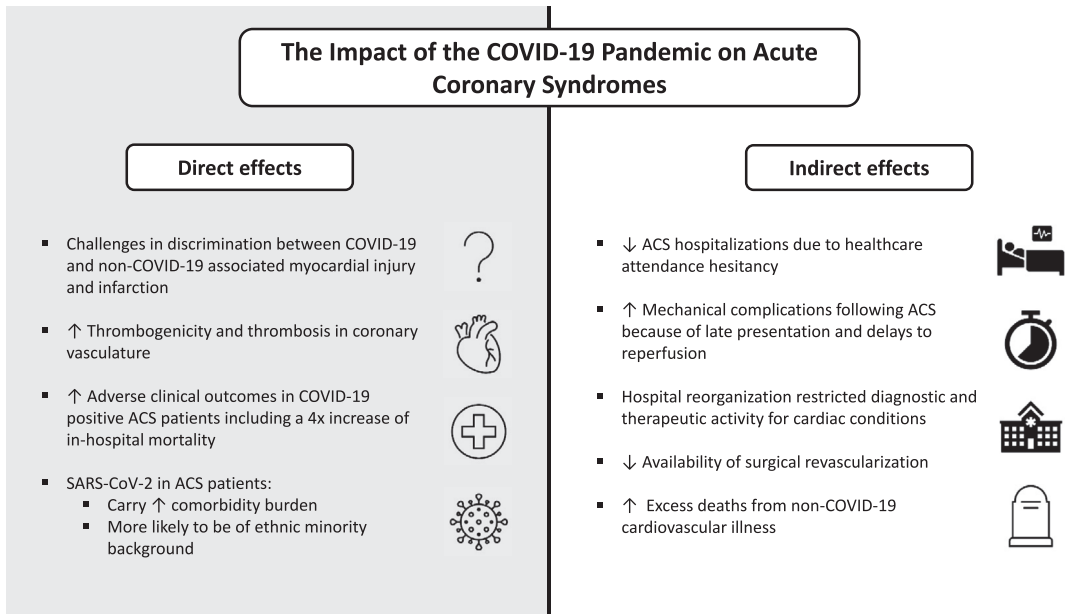 The Impact of the COVID-19 Pandemic on Acute
Coronary Syndromes
Direct effects
▪ Challenges in discrimination between COVID-19
and non-COVID-19 associated myocardial injury
and infarction
▪ ↑ Thrombogenicity and thrombosis in coronary
vasculature
▪ ↑ Adverse clinical outcomes in COVID-19
positive ACS patients including a 4x increase of
in-hospital mortality
▪ SARS-CoV-2 in ACS patients:
▪ Carry ↑ comorbidity burden
▪ More likely to be of ethnic minority
background
Indirect effects
▪ ↓ ACS hospitalizations due to healthcare
attendance hesitancy
▪ ↑ Mechanical complications following ACS
because of late presentation and delays to
reperfusion
▪ Hospital reorganization restricted diagnostic and
therapeutic activity for cardiac conditions
▪ ↓ Availability of surgical revascularization
▪ ↑ Excess deaths from non-COVID-19
cardiovascular illness